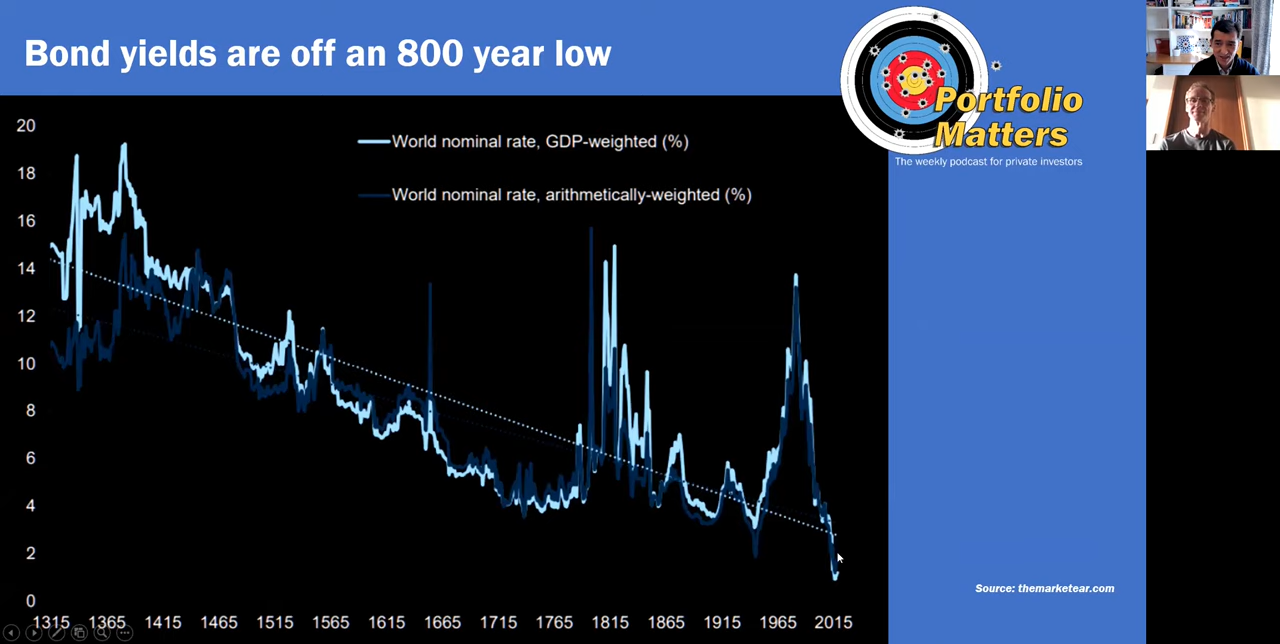 Bond yields are off an 800 year low
Portfolio
Matters
The weekly podcast for private investors
World nominal rate, GDP-weighted (%)
World nominal rate, arithmetically-weighted (%)
20
18
16
14
12
10
8
6
4
2
0
1315 1365 1415 1465 1515 1565 1615 1665 1715 1765 1815 1865 1915 1965 2015
Source: themarketear.com